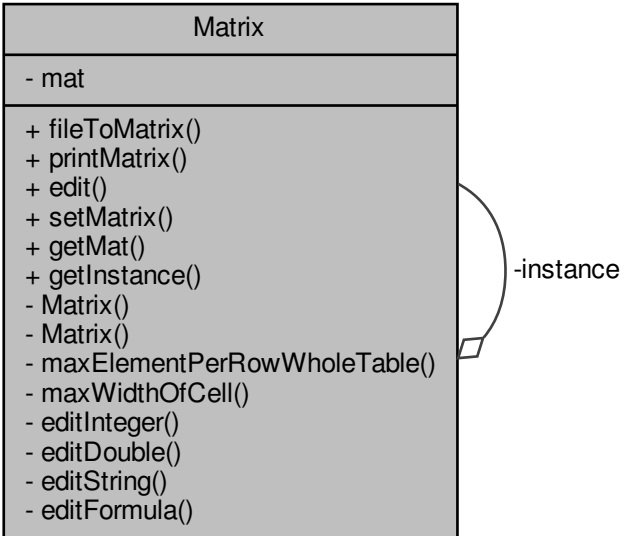 Matrix
- mat
+ fileToMatrix()
+ printMatrix()
+ edit()
+ setMatrix()
+ getMat()
+ getInstance()
- Matrix()
- Matrix()
- maxElementPerRowWholeTable()
- maxWidthOfCell()
- editInteger()
- editDouble()
- editString()
- editFormula()
-instance